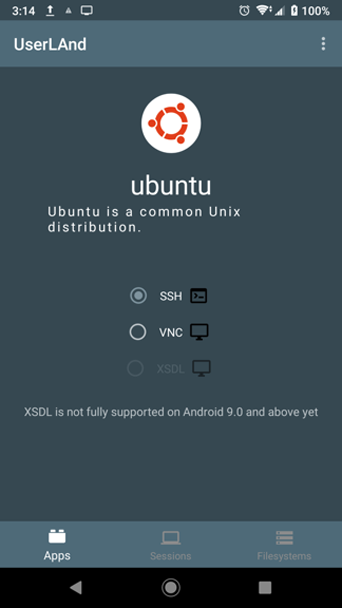 3:14 100%
UserLAnd
ubuntu
Ubuntu is a common Unix
distribution.
SSH
VNC
XSDL
XSDL is not fully supported on Android 9.0 and above yet
Apps Sessions Filesystems